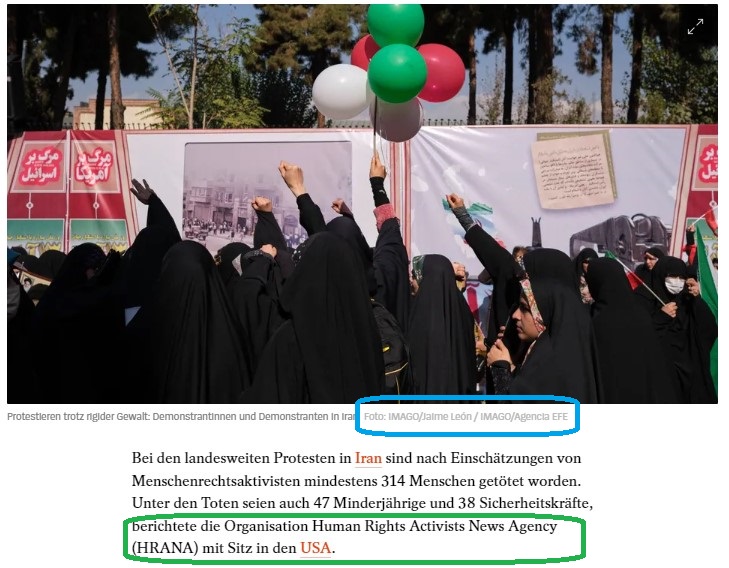 مرگ بر
اسرائیل
مرگ بر
آمریکا
مرگ بر
Protestieren trotz rigider Gewalt: Demonstrantinnen und Demonstranten in Iran Foto: IMAGO/Jaime León / IMAGO/Agencia EFE
Bei den landesweiten Protesten in Iran sind nach Einschätzungen von
Menschenrechtsaktivisten mindestens 314 Menschen getötet worden.
Unter den Toten seien auch 47 Minderjährige und 38 Sicherheitskräfte,
berichtete die Organisation Human Rights Activists News Agency
(HRANA) mit Sitz in den USA.